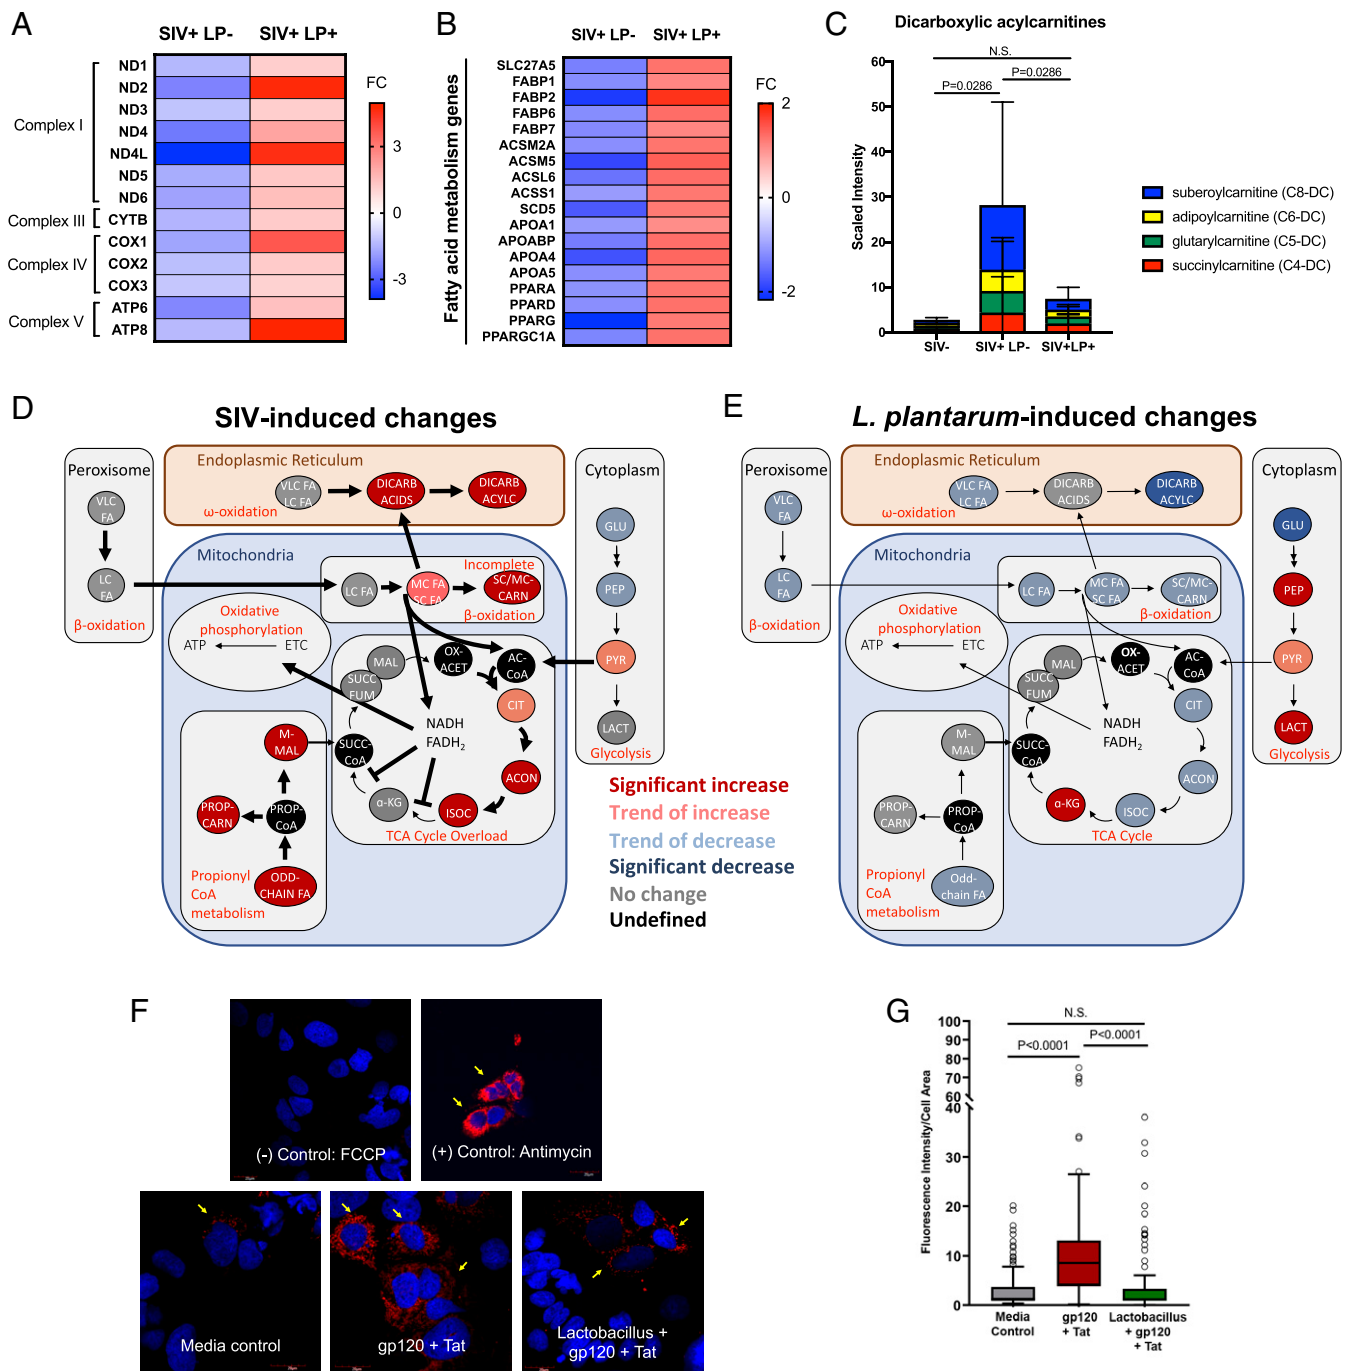 A
SIV+ LP-
SIV+ LP+
Complex I
Complex III
Complex IV
Complex V
ND1
ND2
ND3
ND4
ND4L
ND5
ND6
CYTB
COX1
COX2
COX3
ATP6
ATP8
FC
3
0
-3
B
SIV+ LP-
SIV+ LP+
Fatty acid metabolism genes
SLC27A5
FABP1
FABP2
FABP6
FABP7
ACSM2A
ACSM5
ACSL6
ACSS1
SCD5
APOA1
APOABP
APOA4
APOA5
PPARA
PPARD
PPARG
PPARGC1A
FC
2
0
-2
C
Dicarboxylic acylcarnitines
N.S.
P=0.0286
P=0.0286
Scaled Intensity
60
50
40
30
20
10
0
SIV-
SIV+ LP-
SIV+LP+
suberoylcarnitine (C8-DC)
adipoylcarnitine (C6-DC)
glutarylcarnitine (C5-DC)
succinylcarnitine (C4-DC)
D
SIV-induced changes
Peroxisome
VLC
FA
LC
FA
β-oxidation
Endoplasmic Reticulum
VLC FA
LC FA
DICARB
ACIDS
DICARB
ACYLC
ω-oxidation
Cytoplasm
GLU
PEP
PYR
LACT
Glycolysis
Mitochondria
Incomplete
LC FA
MC FA
SC FA
SC/MC-
CARN
β-oxidation
Oxidative
phosphorylation
ATP
ETC
MAL
SUCC
FUM
OX-
ACET
AC-
CoA
CIT
ACON
ISOC
α-KG
SUCC-
CoA
NADH
FADH2
TCA Cycle Overload
M-
MAL
PROP-
CARN
PROP-
CoA
ODD-
CHAIN FA
Propionyl
CoA
metabolism
Significant increase
Trend of increase
Trend of decrease
Significant decrease
No change
Undefined
E
L. plantarum-induced changes
Peroxisome
VLC
FA
LC
FA
β-oxidation
Endoplasmic Reticulum
VLC FA
LC FA
DICARB
ACIDS
DICARB
ACYLC
ω-oxidation
Cytoplasm
GLU
PEP
PYR
LACT
Glycolysis
Mitochondria
LC FA
MC FA
SC FA
SC/MC-
CARN
β-oxidation
Oxidative
phosphorylation
ATP
ETC
MAL
SUCC
FUM
OX-
ACET
AC-
CoA
CIT
ACON
ISOC
α-KG
SUCC-
CoA
NADH
FADH2
TCA Cycle
M-
MAL
PROP-
CARN
PROP-
CoA
Odd-
chain FA
Propionyl
CoA
metabolism
F
(-) Control: FCCP
(+) Control: Antimycin
Media control
gp120 + Tat
Lactobacillus +
gp120 + Tat
G
N.S.
P<0.0001
P<0.0001
Fluorescence Intensity/Cell Area
100
90
80
70
60
40
30
20
10
0
Media
Control
gp120
+ Tat
Lactobacillus
+ gp120
+ Tat